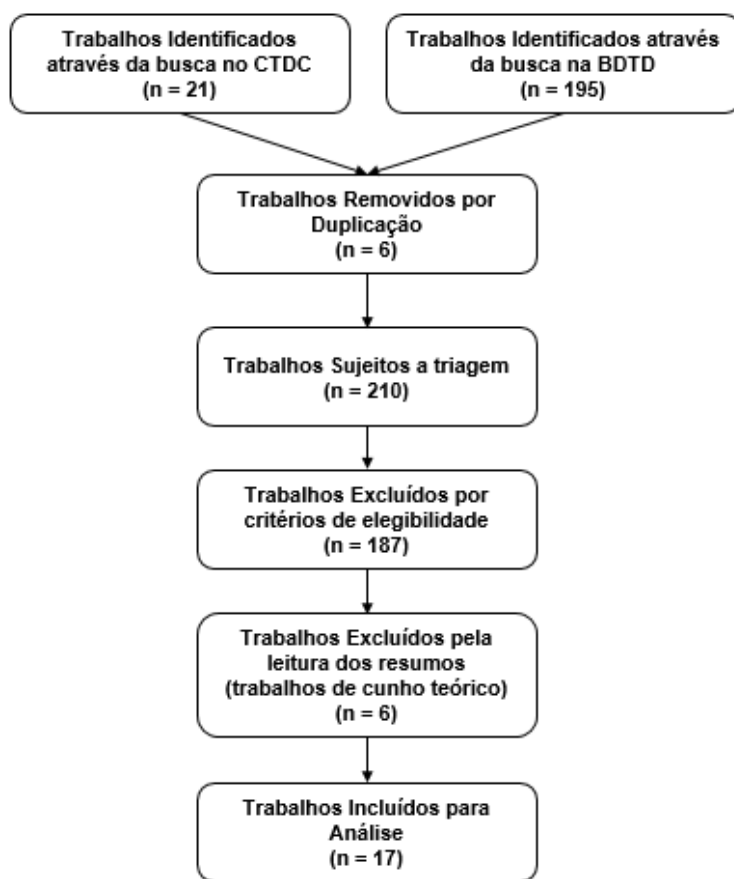 Trabalhos Identificados
através da busca no CTDC
(n = 21)
Trabalhos Identificados através
da busca na BDTD
(n = 195)
Trabalhos Removidos por
Duplicação
(n = 6)
Trabalhos Sujeitos a triagem
(n = 210)
Trabalhos Excluídos por
critérios de elegibilidade
(n = 187)
Trabalhos Excluídos pela
leitura dos resumos
(trabalhos de cunho teórico)
(n = 6)
Trabalhos Incluídos para
Análise
(n = 17)